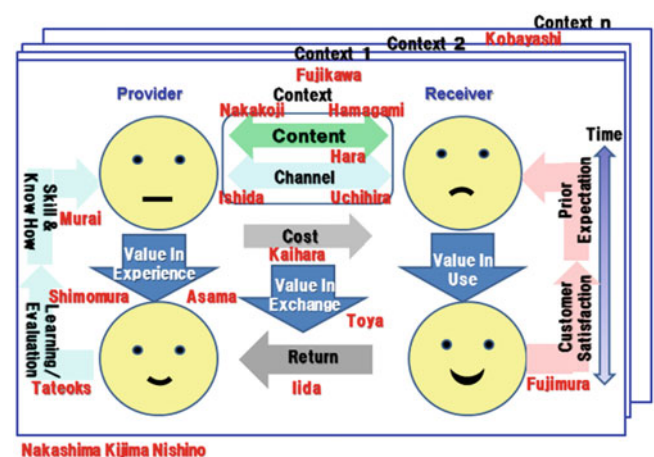 Context n
Kobayashi
Context 2
Context 1
Fujikawa
Provider
Context
Receiver
Nakakoji
Hamagami
Content
Hara
Channel
Ishida
Uchihira
Time
Skill &
Know How
Murai
Prior
Expectation
Cost
Kaihara
Value In
Experience
Value In
Exchange
Value In
Use
Shimomura
Asama
Toya
Learning/
Evaluation
Customer
Satisfaction
Return
Tateoks
Iida
Fujimura
Nakashima Kijima Nishino